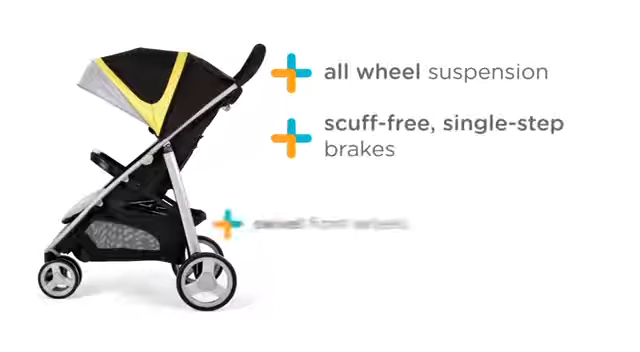 all wheel suspension
scuff-free, single-step
brakes